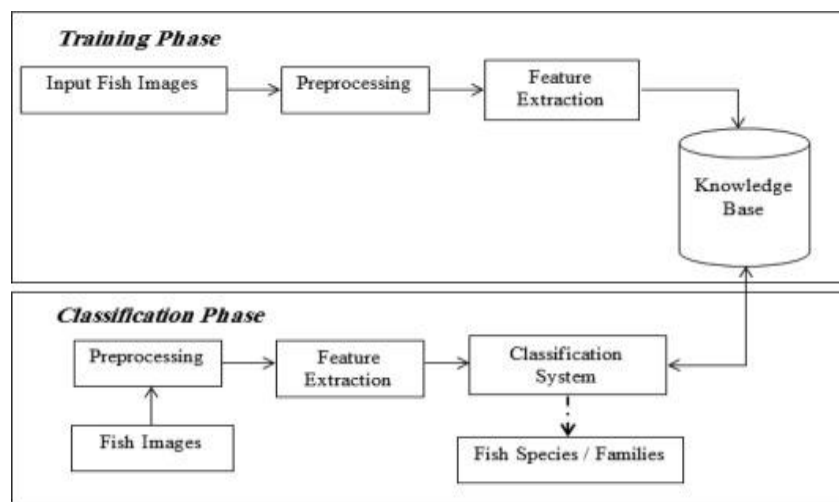 Training Phase
Input Fish Images
Preprocessing
Feature
Extraction
Knowledge
Base
Classification Phase
Preprocessing
Feature
Extraction
Classification
System
Fish Images
Fish Species / Families